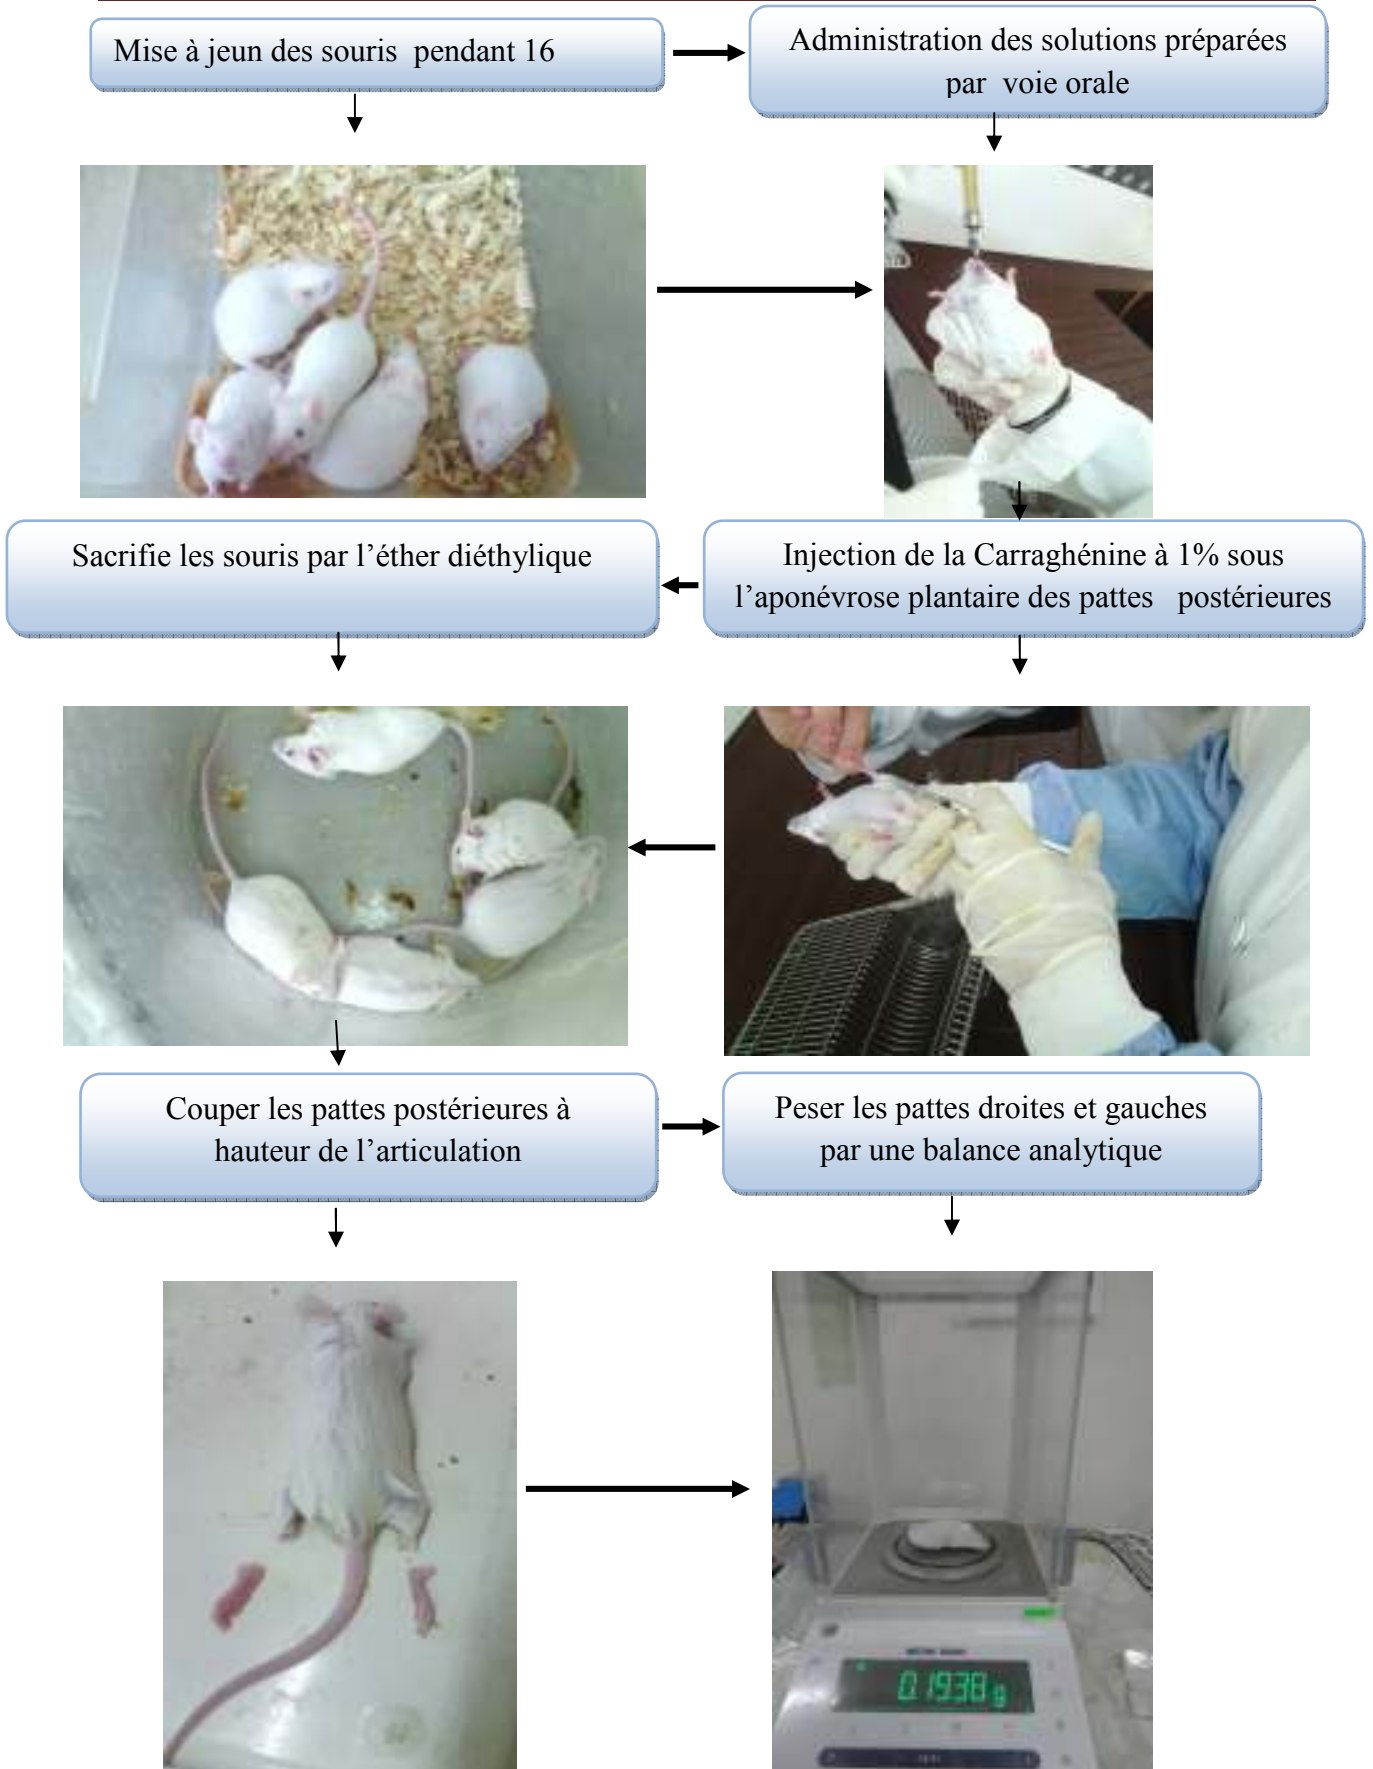 Mise à jeun des souris pendant 16
Administration des solutions préparées
par voie orale
Sacrifie les souris par l’éther diéthylique
Injection de la Carraghénine à 1% sous
l’aponévrose plantaire des pattes postérieures
Couper les pattes postérieures à
hauteur de l’articulation
Peser les pattes droites et gauches
par une balance analytique
0.1938 g